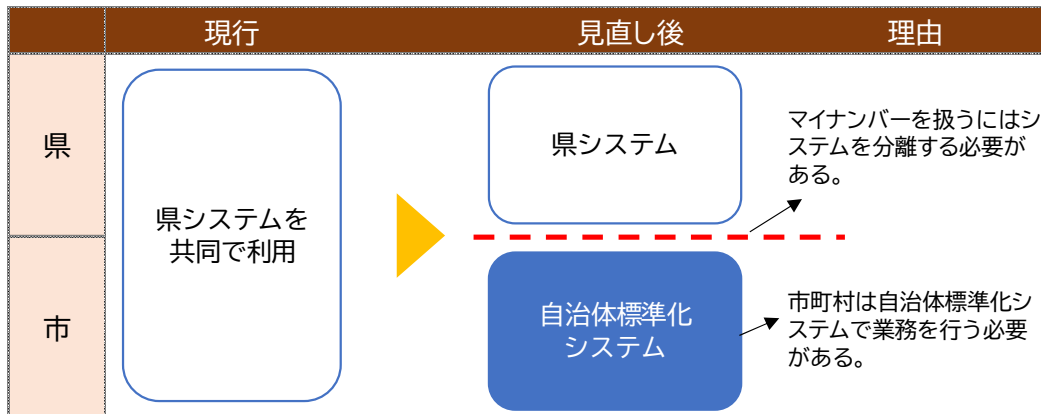 現行
見直し後
理由
県
県システムを
共同で利用
県システム
マイナンバーを扱うにはシ
ステムを分離する必要が
ある。
市
自治体標準化
システム
市町村は自治体標準化シ
ステムで業務を行う必要
がある。